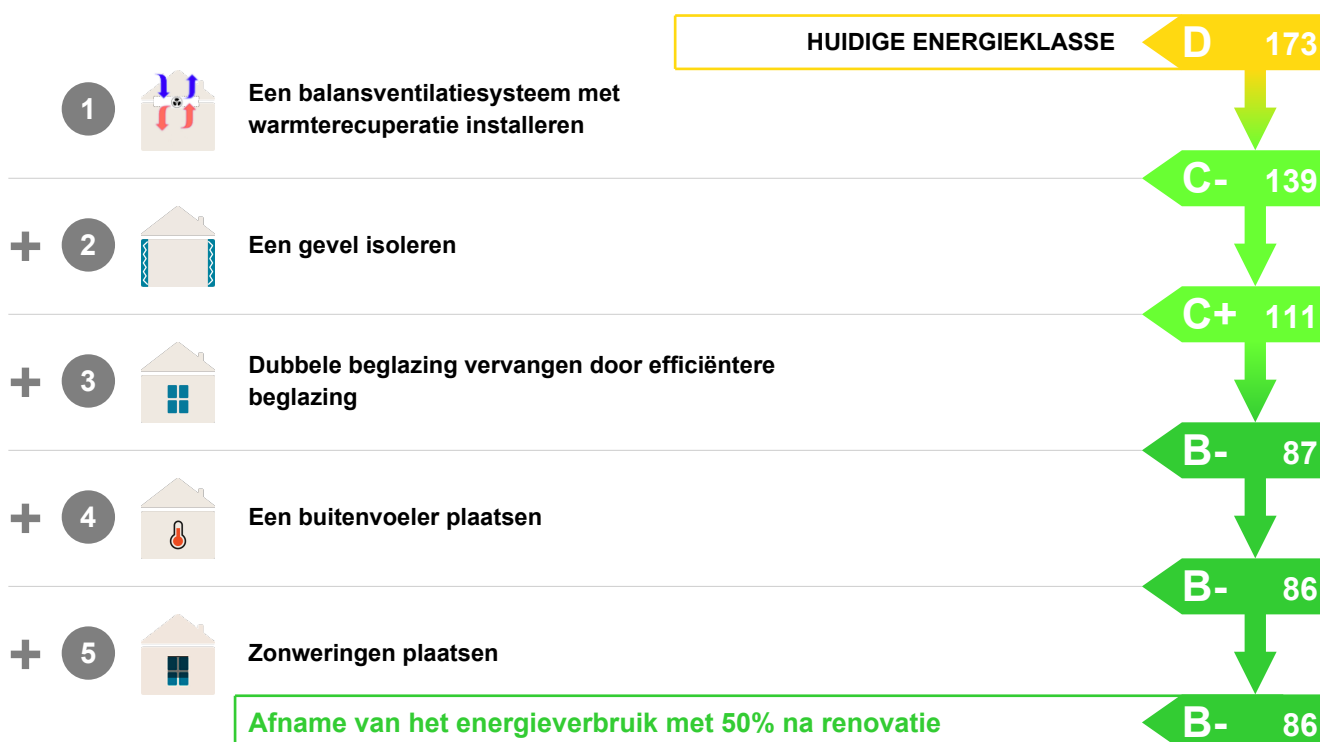 HUIDIGE ENERGIEKLASSE D 173
1 Een balansventilatiesysteem met
warmterecuperatie installeren
C- 139
+ 2 Een gevel isoleren
C+ 111
+ 3 Dubbele beglazing vervangen door efficiëntere
beglazing
B- 87
+ 4 Een buitenvoeler plaatsen
B- 86
+ 5 Zonweringen plaatsen
Afname van het energieverbruik met 50% na renovatie B- 86